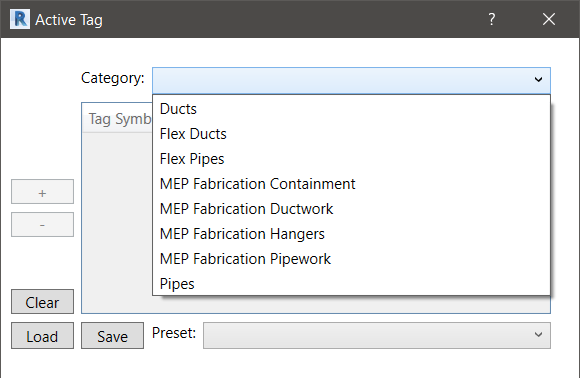 Active Tag
?
Category:
Tag Symb
Ducts
Flex Ducts
Flex Pipes
MEP Fabrication Containment
MEP Fabrication Ductwork
MEP Fabrication Hangers
MEP Fabrication Pipework
Pipes
+
-
Clear
Load Save Preset: